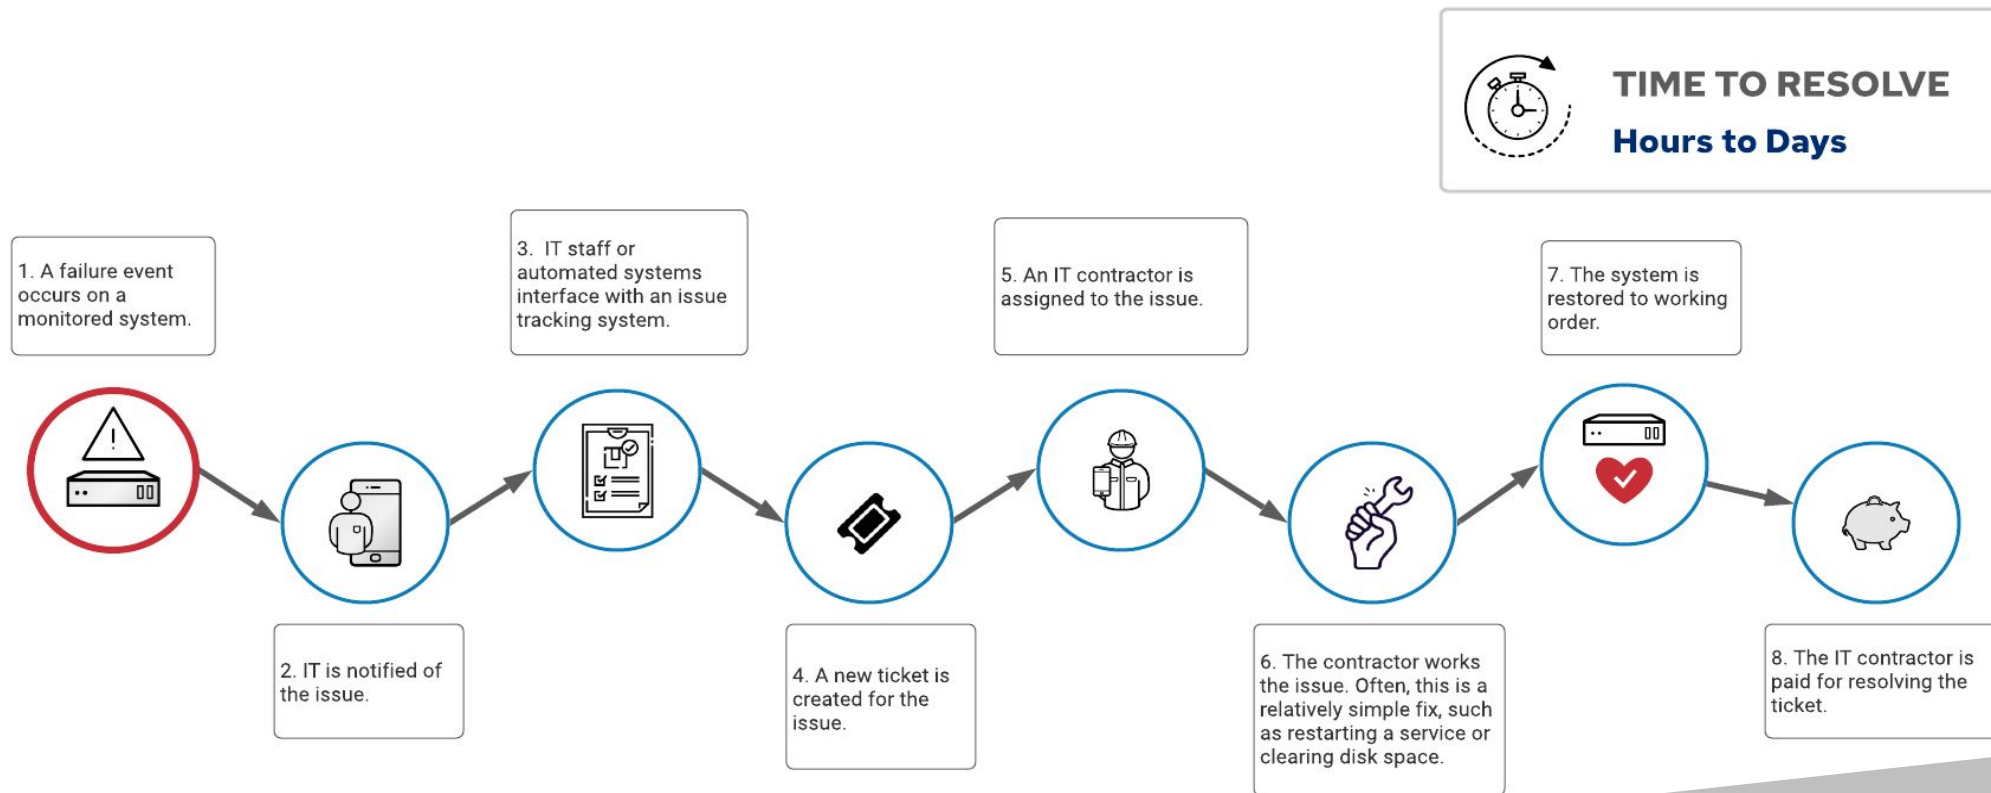 TIME TO RESOLVE
Hours to Days
1. A failure event
occurs on a
monitored system.
2. IT is notified of
the issue.
3. IT staff or
automated systems
interface with an issue
tracking system.
4. A new ticket is
created for the
issue.
5. An IT contractor is
assigned to the issue.
6. The contractor works
the issue. Often, this is a
relatively simple fix, such
as restarting a service or
clearing disk space.
7. The system is
restored to working
order.
8. The IT contractor is
paid for resolving the
ticket.